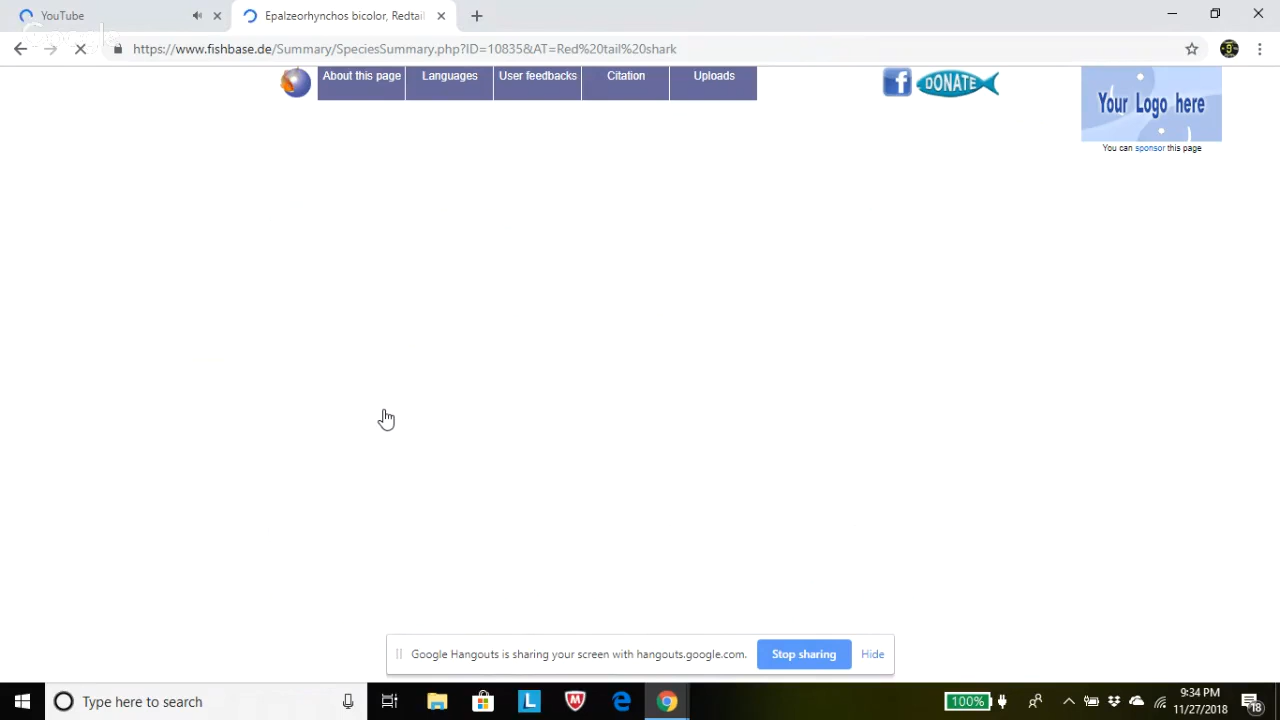 YouTube
Epalzeorhynchos bicolor, Redtail
Google
https://www.fishbase.de/Summary/SpeciesSummary.php?ID=10835&AT=Red%20tail%20shark
9
About this page Languages User feedbacks Citation Uploads
f DONATE
Your Logo here
You can sponsor this page
Google Hangouts is sharing your screen with hangouts.google.com. Stop sharing Hide
Type here to search
L
M
e
100%
9:34 PM
11/27/2018
18